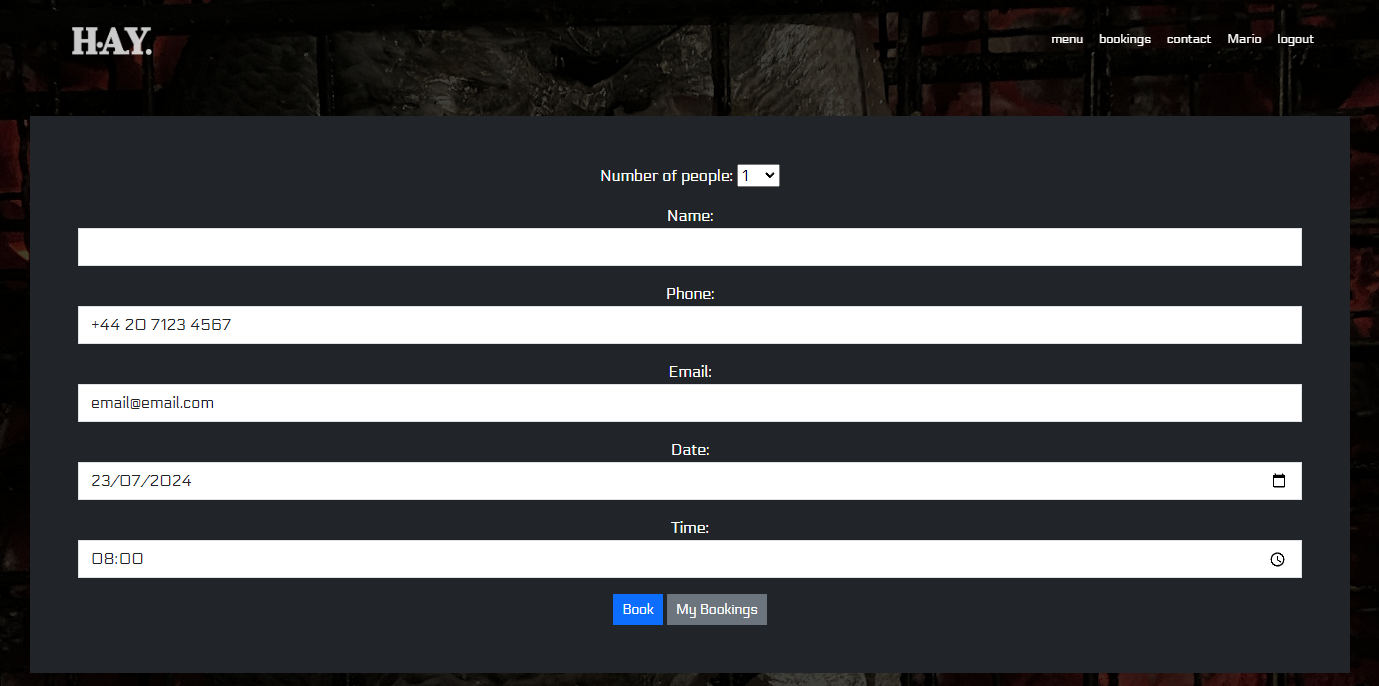 H.AY.
menu bookings contact Mario logout
Number of people: 1
Name:
Phone:
+44 20 7123 4567
Email:
email@email.com
Date:
23/07/2024
Time:
08:00
Book My Bookings